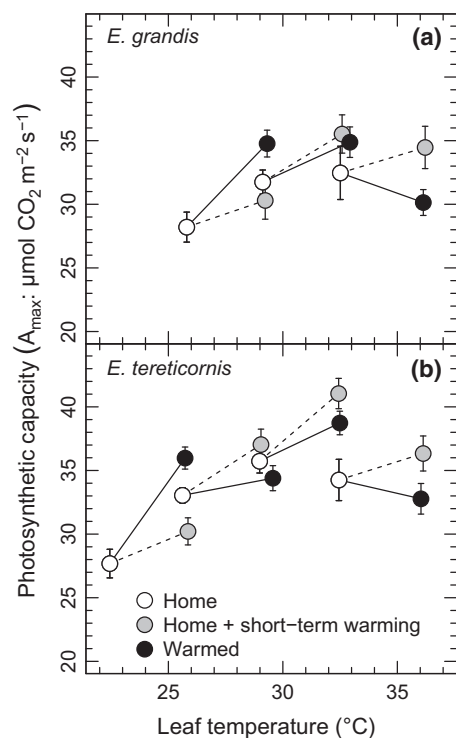 E. grandis
(a)
40
35
30
25
20
E. tereticornis
(b)
40
35
30
25
20
Home
Home + short−term warming
Warmed
25
30
35
Photosynthetic capacity (Amax: μmol CO2 m−2 s−1)
Leaf temperature (°C)